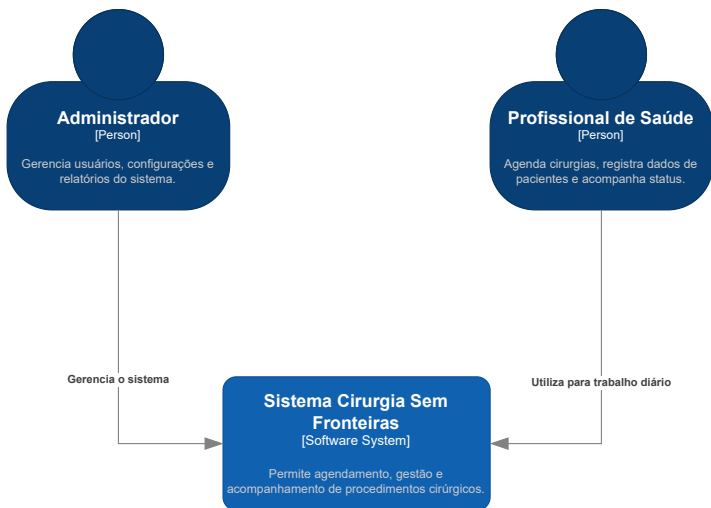 Administrador
[Person]
Gerencia usuários, configurações e
relatórios do sistema.
Profissional de Saúde
[Person]
Agenda cirurgias, registra dados de
pacientes e acompanha status.
Gerencia o sistema
Utiliza para trabalho diário
Sistema Cirurgia Sem
Fronteiras
[Software System]
Permite agendamento, gestão e
acompanhamento de procedimentos cirúrgicos.